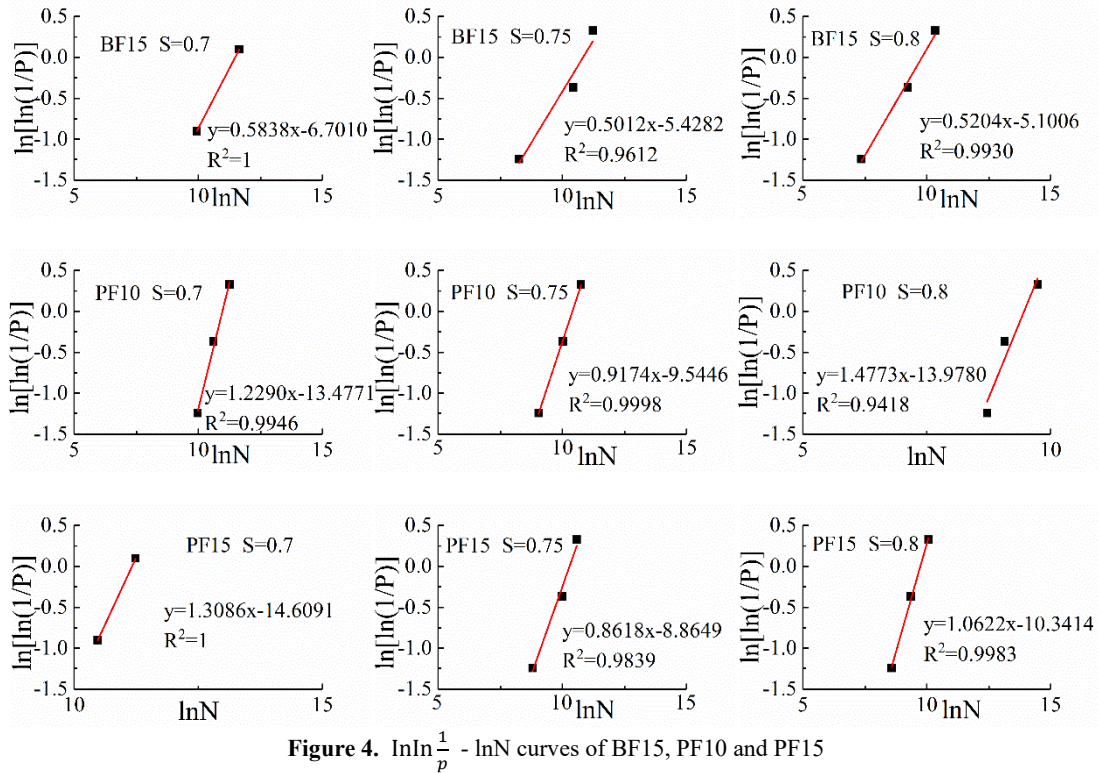 0.5
0.0
-0.5
-1.0
-1.5
ln[ln(1/P)]
BF15 S=0.7
y=0.5838x-6.7010
R²=1
5
10
15
lnN
0.5
0.0
-0.5
-1.0
-1.5
ln[ln(1/P)]
BF15 S=0.75
y=0.5012x-5.4282
R²=0.9612
5
10
15
lnN
0.5
0.0
-0.5
-1.0
-1.5
ln[ln(1/P)]
BF15 S=0.8
y=0.5204x-5.1006
R²=0.9930
5
10
15
lnN
0.5
0.0
-0.5
-1.0
-1.5
ln[ln(1/P)]
PF10 S=0.7
y=1.2290x-13.4771
R²=0.9946
5
10
15
lnN
0.5
0.0
-0.5
-1.0
-1.5
ln[ln(1/P)]
PF10 S=0.75
y=0.9174x-9.5446
R²=0.9998
5
10
15
lnN
0.5
0.0
-0.5
-1.0
-1.5
ln[ln(1/P)]
PF10 S=0.8
y=1.4773x-13.9780
R²=0.9418
5
10
lnN
0.5
0.0
-0.5
-1.0
-1.5
ln[ln(1/P)]
PF15 S=0.7
y=1.3086x-14.6091
R²=1
10
15
lnN
0.5
0.0
-0.5
-1.0
-1.5
ln[ln(1/P)]
PF15 S=0.75
y=0.8618x-8.8649
R²=0.9839
5
10
15
lnN
0.5
0.0
-0.5
-1.0
-1.5
ln[ln(1/P)]
PF15 S=0.8
y=1.0622x-10.3414
R²=0.9983
5
10
15
lnN
Figure 4. lnln 1/p - lnN curves of BF15, PF10 and PF15